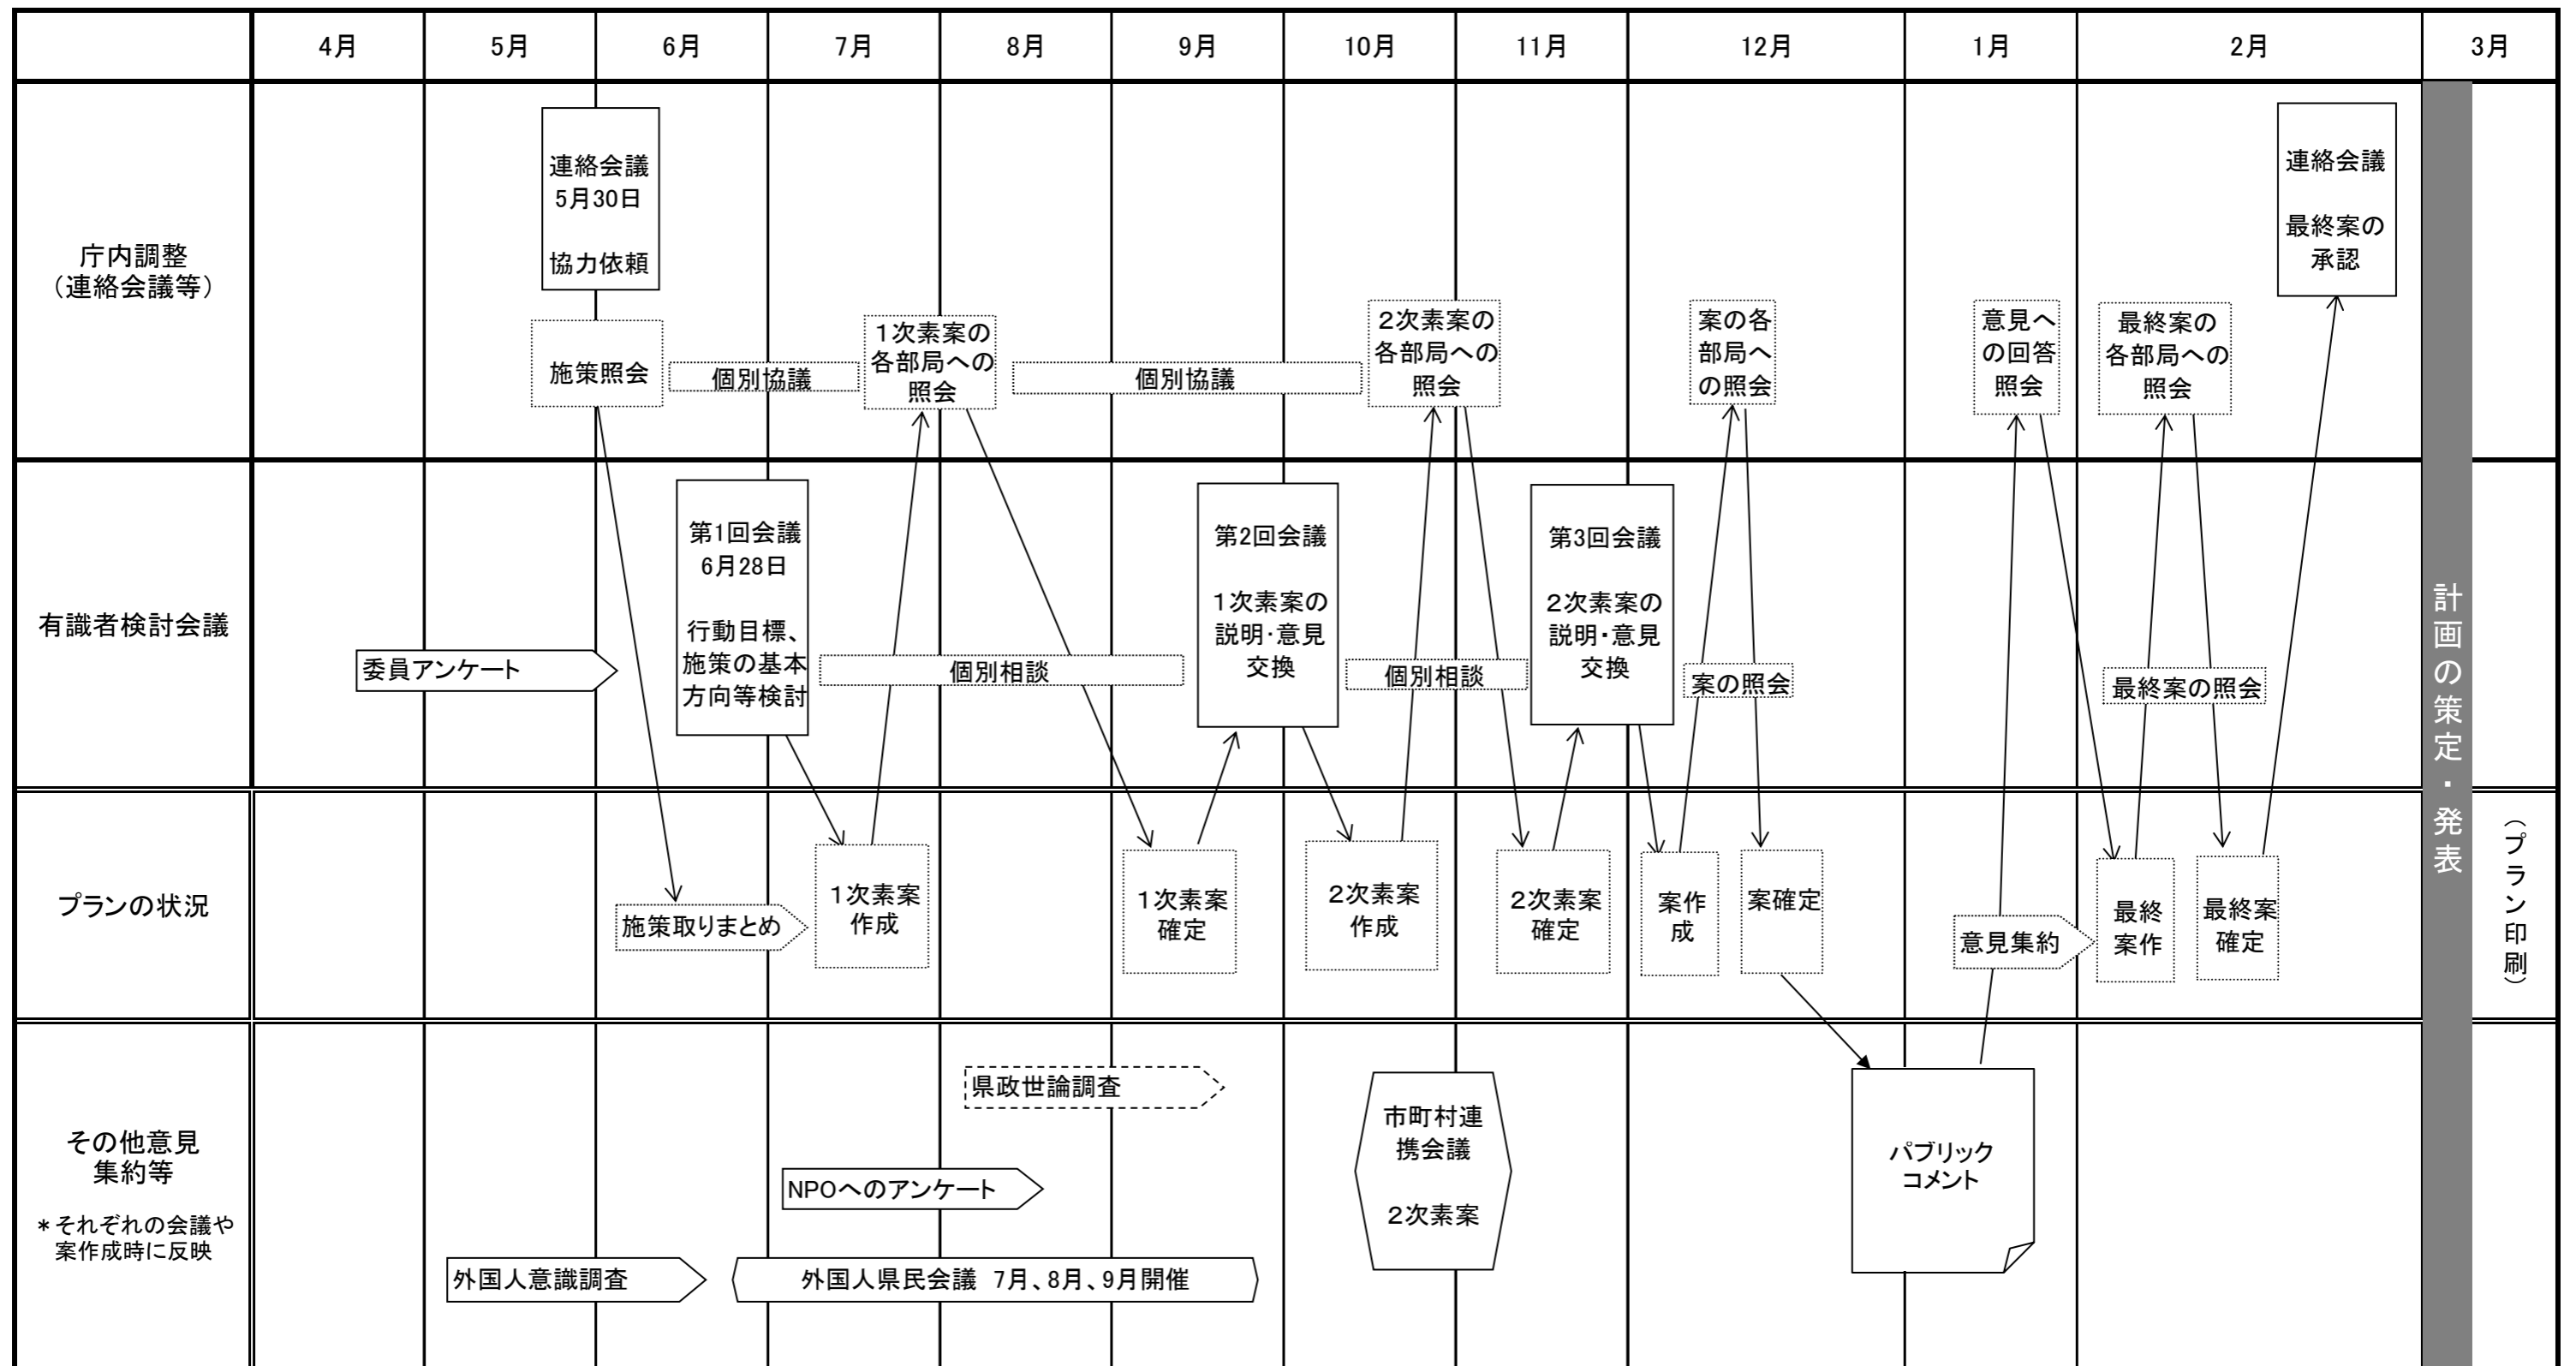 4月
5月
6月
7月
8月
9月
10月
11月
12月
1月
2月
3月
庁内調整
（連絡会議等）
連絡会議
5月30日
協力依頼
施策照会
個別協議
１次素案の
各部局への
照会
個別協議
２次素案の
各部局への
照会
案の各
部局へ
の照会
意見へ
の回答
照会
最終案の
各部局への
照会
連絡会議
最終案の
承認
有識者検討会議
委員アンケート
第1回会議
6月28日
行動目標、
施策の基本
方向等検討
個別相談
第2回会議
１次素案の
説明・意見
交換
個別相談
第3回会議
２次素案の
説明・意見
交換
案の照会
最終案の照会
計画の策定・発表
プランの状況
施策取りまとめ
１次素案
作成
１次素案
確定
２次素案
作成
２次素案
確定
案作
成
案確定
意見集約
最終
案作
最終案
確定
（プラン印刷）
その他意見
集約等
＊それぞれの会議や
案作成時に反映
県政世論調査
NPOへのアンケート
外国人意識調査
外国人県民会議　7月、8月、9月開催
市町村連
携会議
２次素案
パブリック
コメント